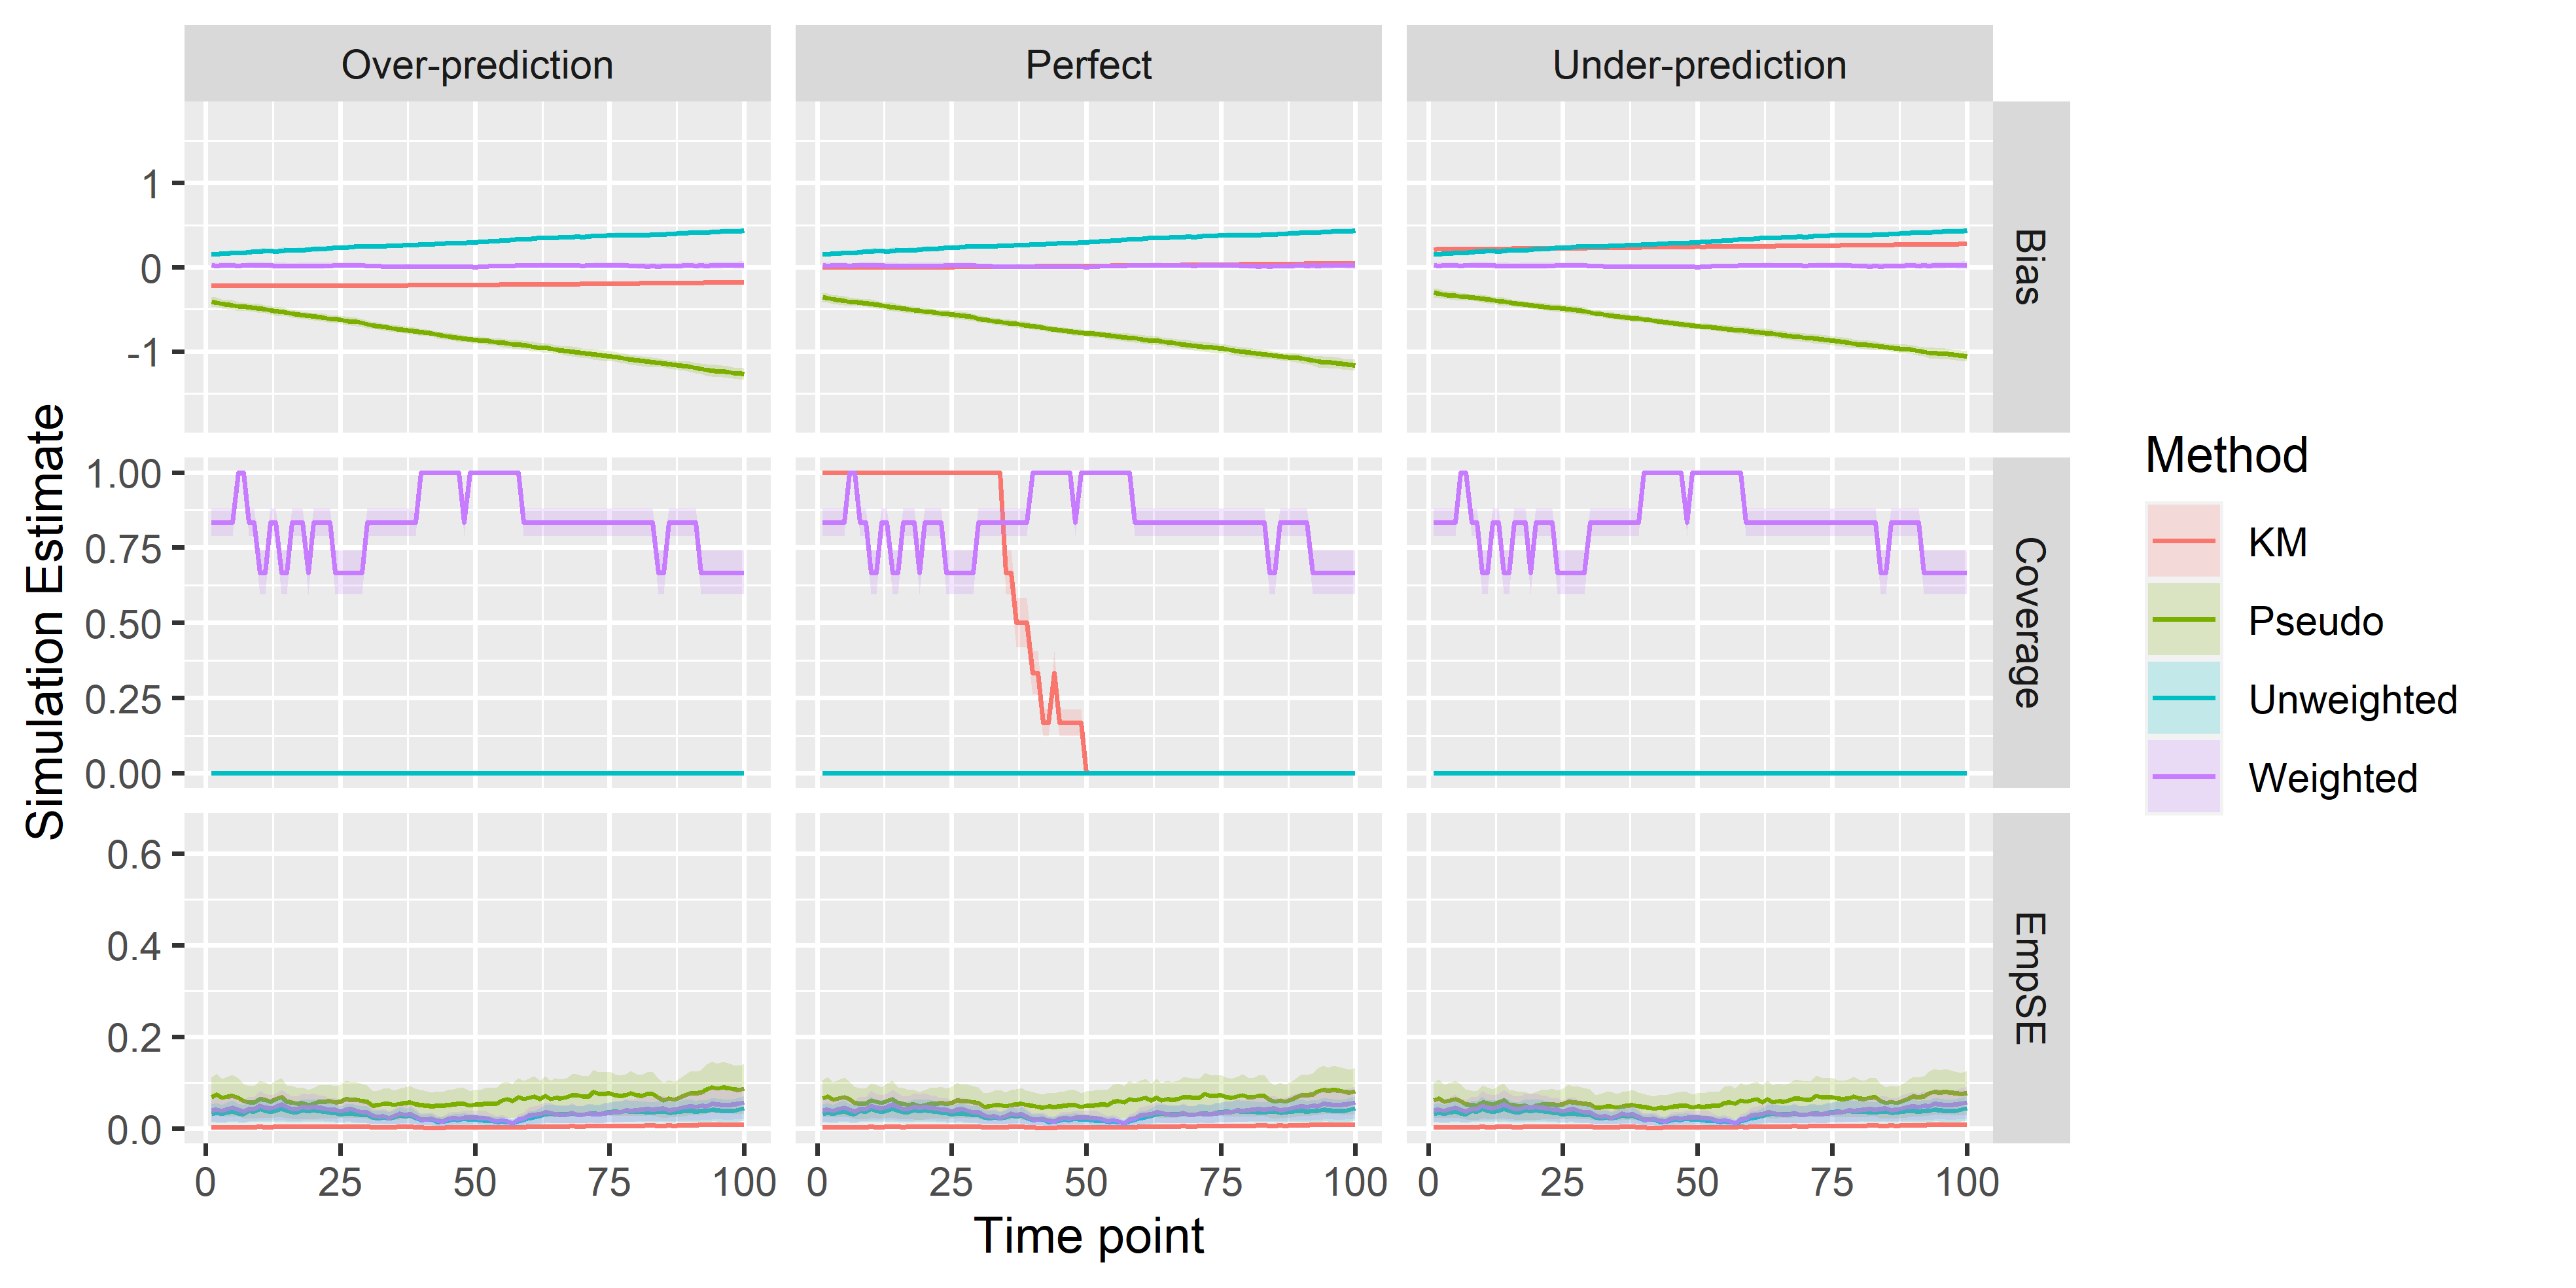 Over-prediction Perfect Under-prediction
1
0
-1
Bias
1.00
0.75
0.50
0.25
0.00
Coverage
0.6
0.4
0.2
0.0
EmpSE
0 25 50 75 100 0 25 50 75 100 0 25 50 75 100
Time point
Simulation Estimate
Method
KM
Pseudo
Unweighted
Weighted